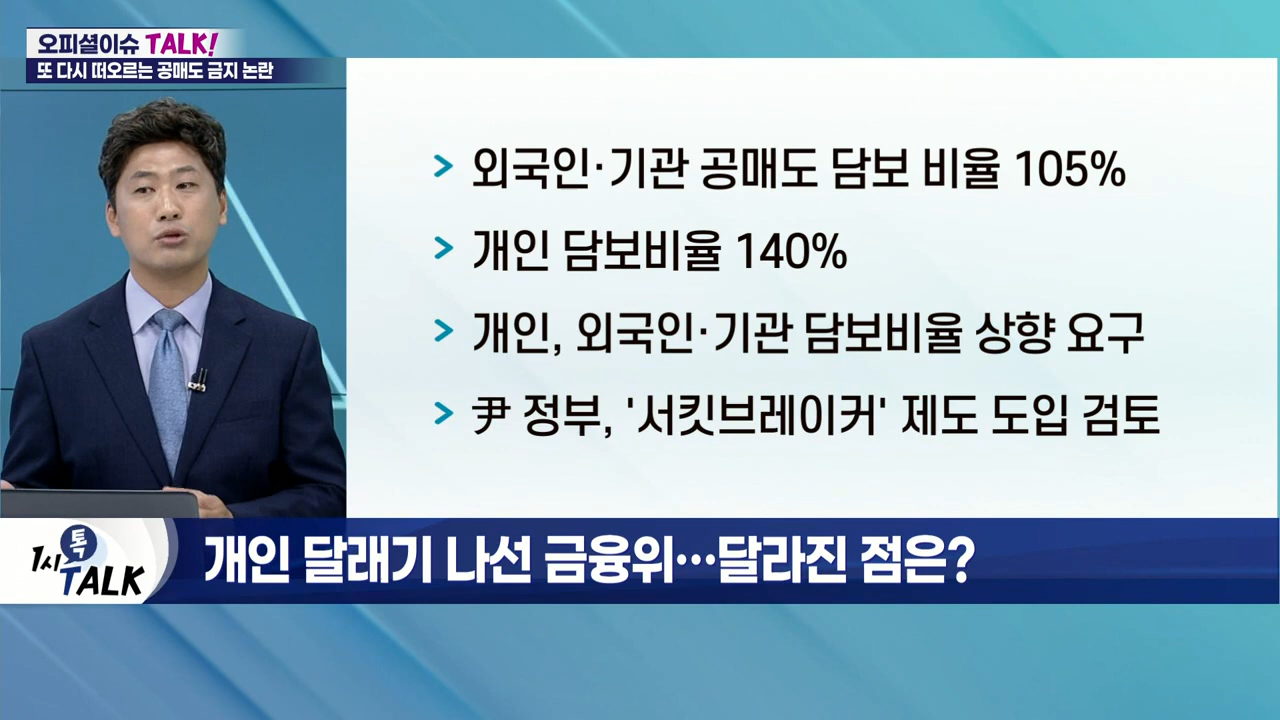 오피셜이슈 TALK!
또 다시 떠오르는 공매도 금지 논란
> 외국인·기관 공매도 담보 비율 105%
> 개인 담보비율 140%
> 개인, 외국인·기관 담보비율 상향 요구
> 尹 정부, '서킷브레이커' 제도 도입 검토
1시 톡 TALK
개인 달래기 나선 금융위…달라진 점은?